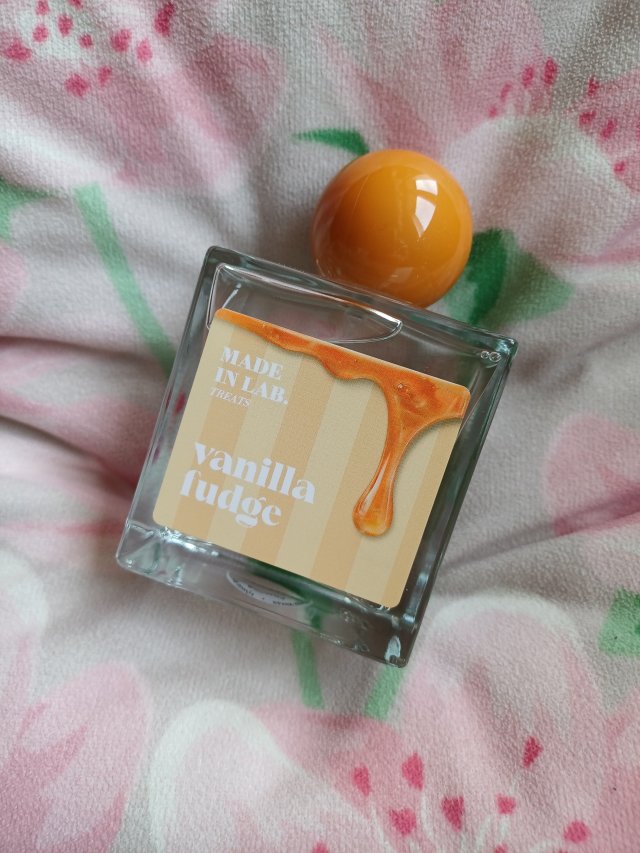 MADE
IN LAB.
TREATS
vanilla
fudge